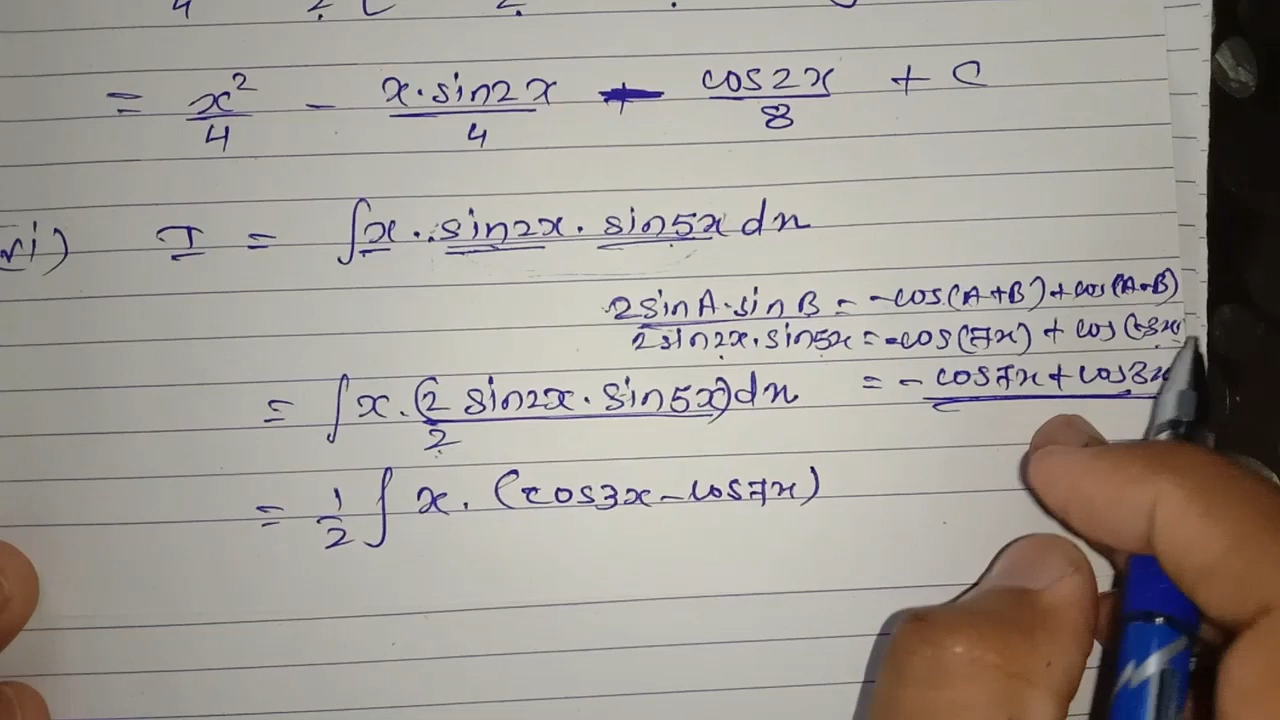 = x²/4 - x·sin2x/4 - cos2x/8 + C
vi) I = ∫x·sin2x·sin5x dx
2sinA·sinB = -cos(A+B)+cos(A-B)
2sin2x·sin5x = -cos(7x)+cos(-3x)
= ∫x·(2 sin2x·sin5x)/2 dx = -cos7x+cos3x
= 1/2 ∫ x·(cos3x-cos7x)